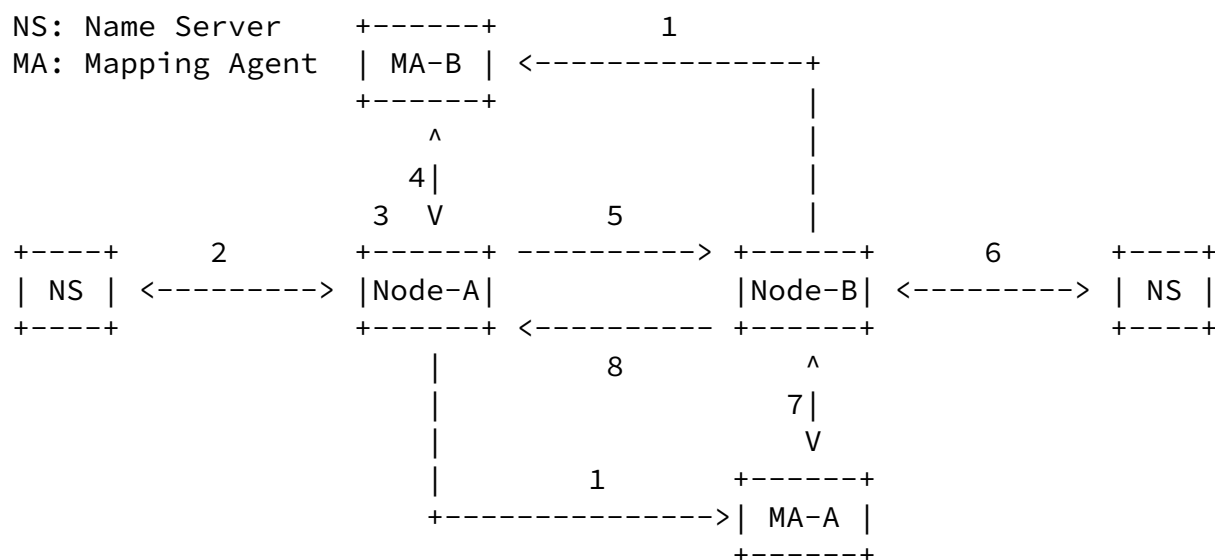 NS: Name Server     +------+           1
MA: Mapping Agent   | MA-B | <---------------+
                    +------+                 |
                       ^                     |
                      4|                     |
                    3  V         5           |
+----+     2        +------+ ----------> +------+        6       +----+
| NS | <---------> |Node-A|             |Node-B| <---------> | NS |
+----+              +------+ <---------- +------+                +----+
                       |         8           ^
                       |                    7|
                       |                     V
                       |        1        +------+
                       +---------------->| MA-A |
                                         +------+